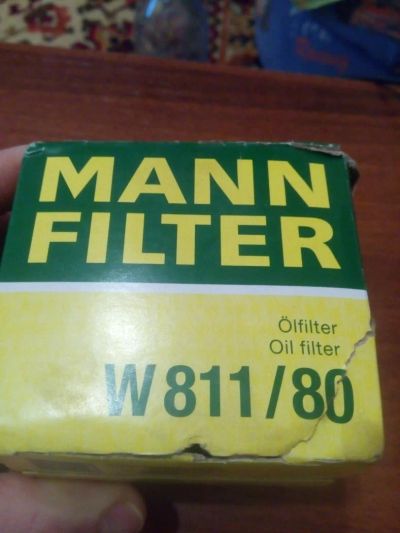 MANN
FILTER
Ölfilter
Oil filter
W 811/80